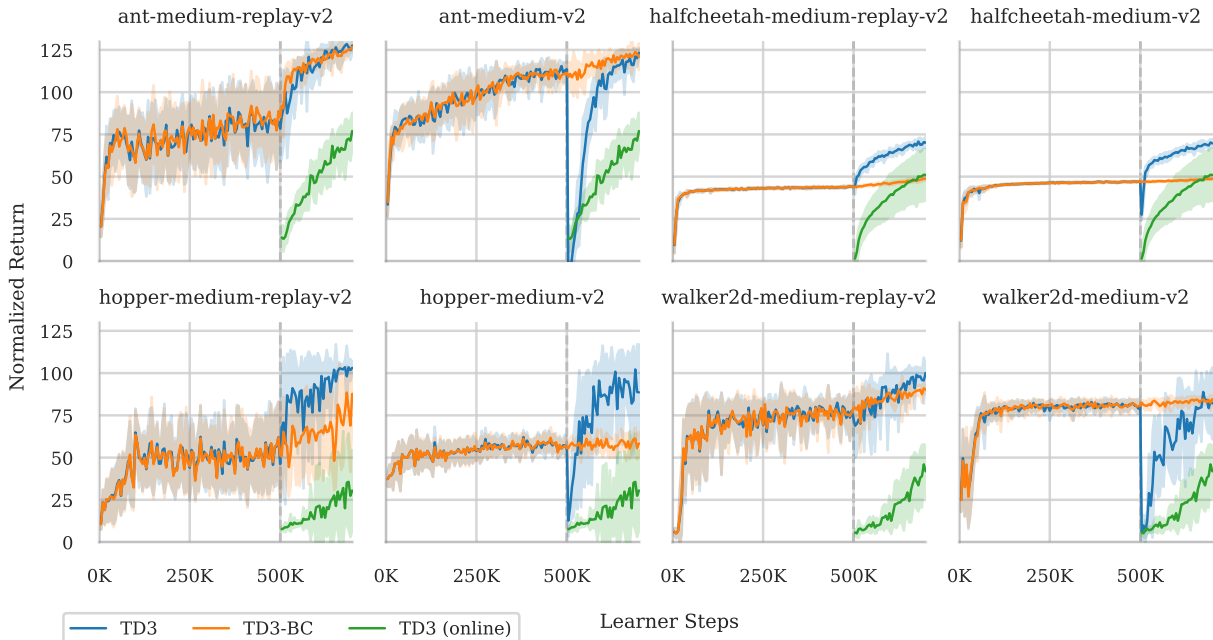 ant-medium-replay-v2 ant-medium-v2 halfcheetah-medium-replay-v2 halfcheetah-medium-v2
125
100
75
50
25
0
Normalized Return
hopper-medium-replay-v2 hopper-medium-v2 walker2d-medium-replay-v2 walker2d-medium-v2
125
100
75
50
25
0
0K 250K 500K 0K 250K 500K 0K 250K 500K 0K 250K 500K
Learner Steps
TD3 TD3-BC TD3 (online)